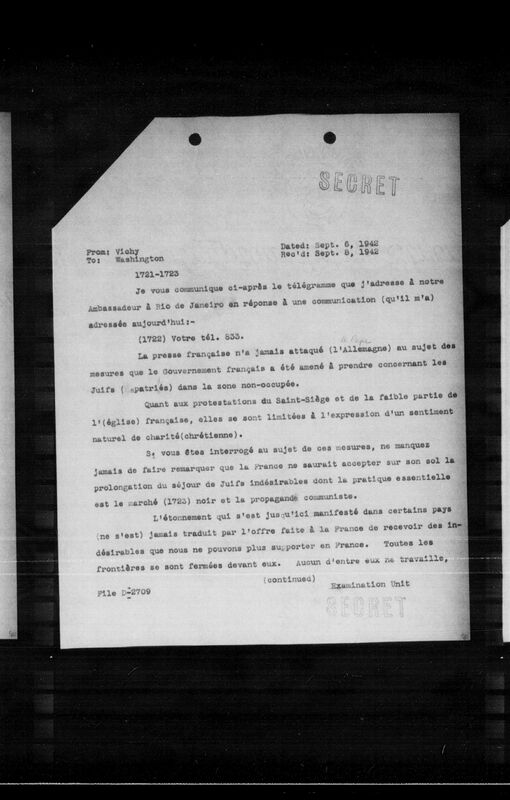 SECRET
From: Vichy
To: Washington
Dated: Sept. 6, 1942
Rec'd: Sept. 8, 1942
1721-1723
Je vous communique ci-après le télégramme que j'adresse à notre
Ambassadeur à Rio de Janeiro en réponse à une communication (qu'il m'a)
adressée aujourd'hui:-
(1722) Votre tél. 833.
le Pape
La presse française n'a jamais attaqué (l'Allemagne) au sujet des
mesures que le Gouvernement français a été amené à prendre concernant les
Juifs ( apatriés) dans la zone non-occupée.
Quant aux protestations du Saint-Siège et de la faible partie de
l'(église) française, elles se sont limitées à l'expression d'un sentiment
naturel de charité(chrétienne).
Si vous êtes interrogé au sujet de ces mesures, ne manquez
jamais de faire remarquer que la France ne saurait accepter sur son sol la
prolongation du séjour de Juifs indésirables dont la pratique essentielle
est le marché (1723) noir et la propagande communiste.
L'étonnement qui s'est jusqu'ici manifesté dans certains pays
(ne s'est) jamais traduit par l'offre faite à la France de recevoir des in-
désirables que nous ne pouvons plus supporter en France. Toutes les
frontières se sont fermées devant eux. Aucun d'entre eux ne travaille,
(continued)
Examination Unit
File D-2709
SECRET